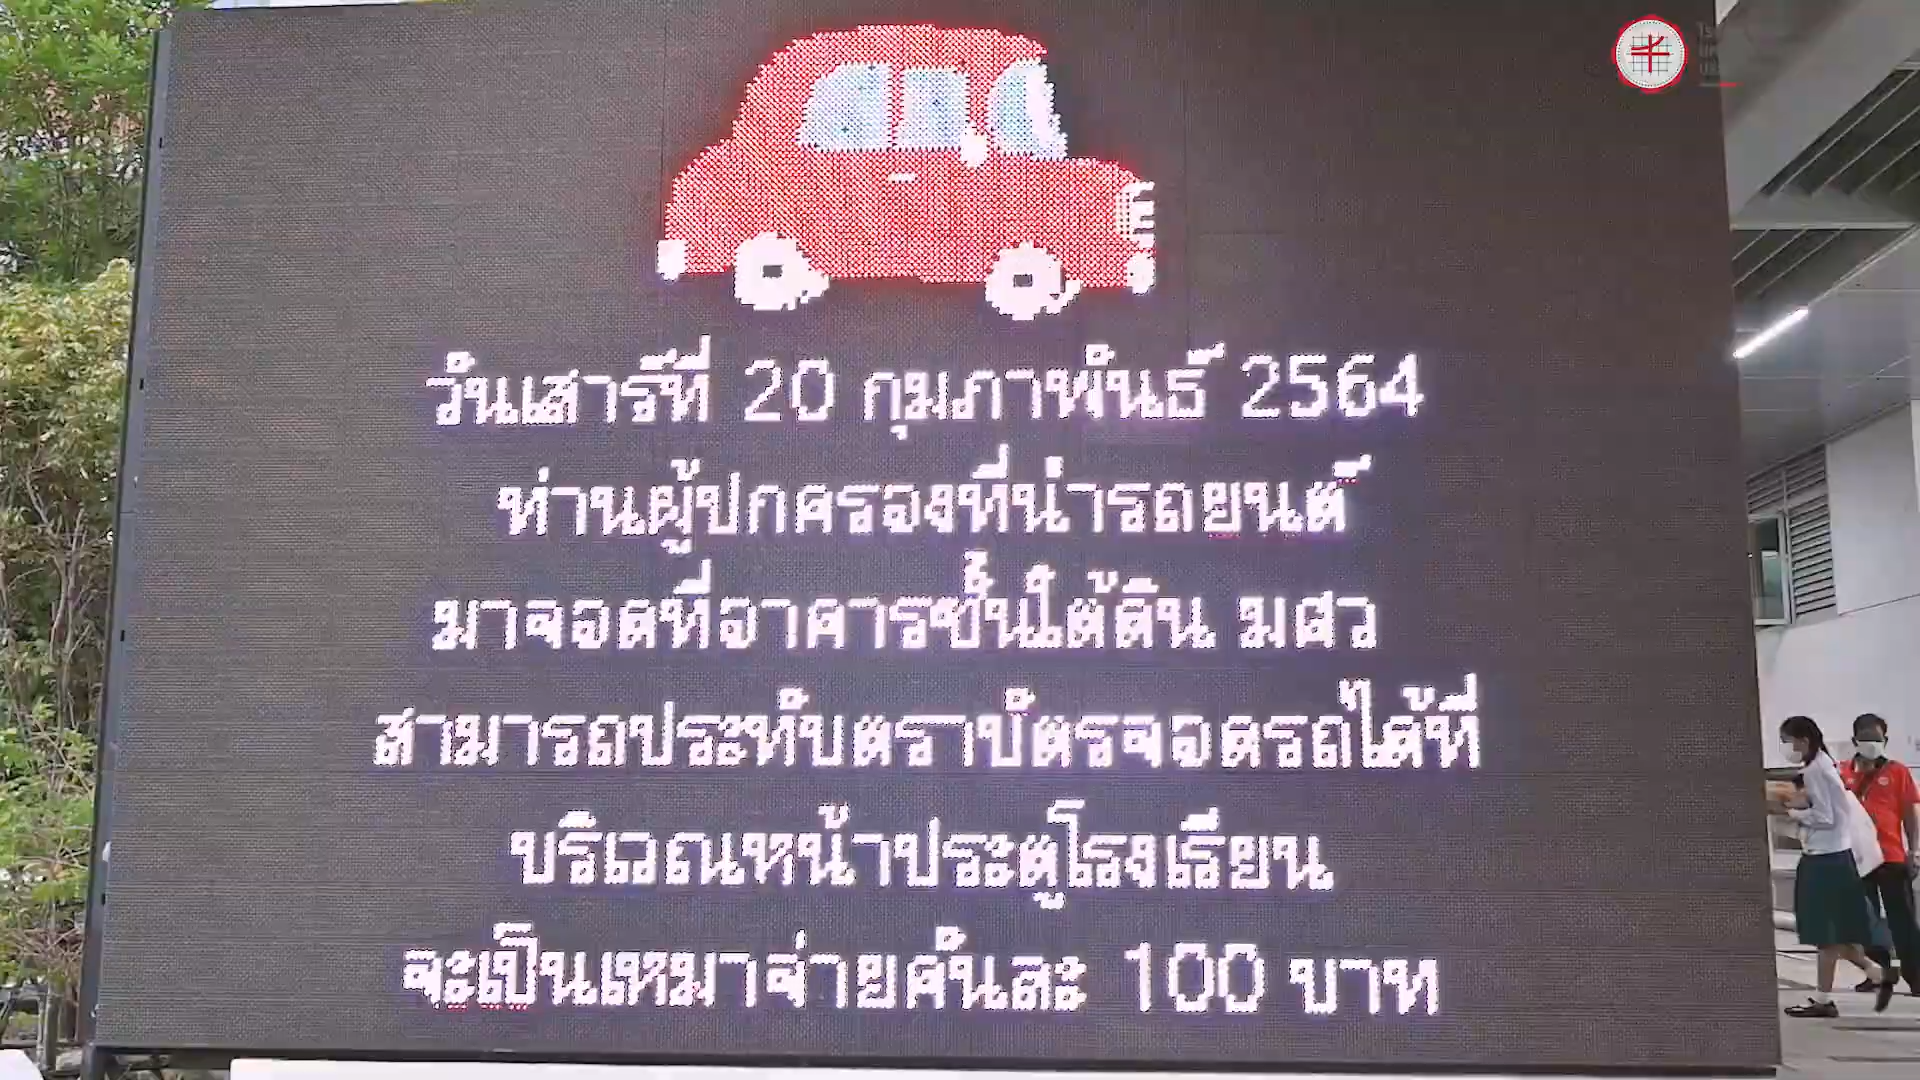 วันเสาร์ที่ 20 กุมภาพันธ์ 2564
ท่านผู้ปกครองที่นำรถยนต์
มาจอดที่อาคารชั้นใต้ดิน มศว
สามารถประทับตราบัตรจอดรถได้ที่
บริเวณหน้าประตูโรงเรียน
จะเป็นเหมาจ่ายคันละ 100 บาท